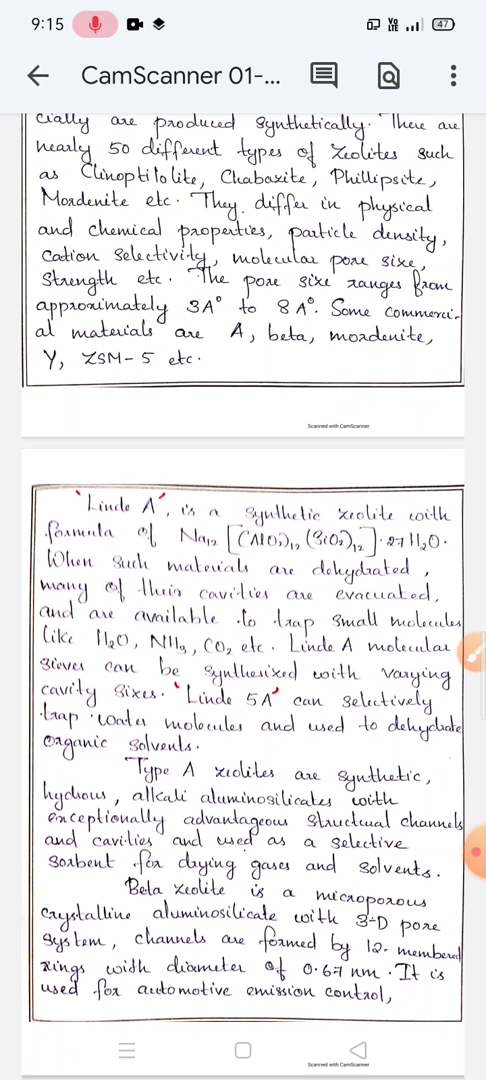 9:15
Vo
LTE
47
CamScanner 01-...
cially are produced synthetically. There are
nearly 50 different types of Zeolites such
as Clinoptilolite, Chabazite, Phillipsite,
Mordenite etc. They differ in physical
and chemical properties, particle density,
Cation selectivity, molecular pore size,
Strength etc. The pore size ranges from
approximately 3A° to 8A°. Some commerci-
al materials are A, beta, mordenite,
Y, ZSM-5 etc.
Scanned with CamScanner
'Linde A', is a synthetic zeolite with
formula of Na12 [(AlO2)12 (SiO2)12]·27H2O.
When such materials are dehydrated,
many of their cavities are evacuated,
and are available to trap small molecules
like H2O, NH3, CO2 etc. Linde A molecular
sieves can be synthesized with varying
cavity sizes. 'Linde 5A' can selectively
trap water molecules and used to dehydrate
organic solvents.
Type A zeolites are synthetic,
hydrous, alkali aluminosilicates with
exceptionally advantageous structural channels
and cavities and used as a selective
sorbent for drying gases and solvents.
Beta zeolite is a microporous
crystalline aluminosilicate with 3-D pore
system, channels are formed by 12-membered
rings with diameter of 0.67 nm. It is
used for automotive emission control,
Scanned with CamScanner